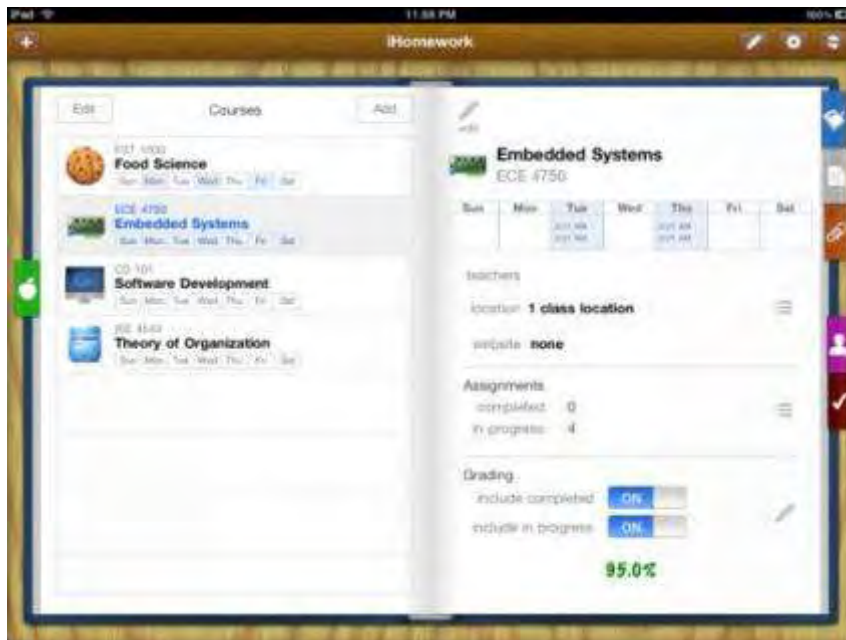 iPad 11:58 PM 100%
iHomework
Edit Courses Add
Food Science
Sun Mon Tue Wed Thu Fri Sat
ECE 4750
Embedded Systems
Sun Mon Tue Wed Thu Fri Sat
Software Development
Sun Mon Tue Wed Thu Fri Sat
Theory of Organization
Sun Mon Tue Wed Thu Fri Sat
edit
Embedded Systems
ECE 4750
Sun Mon Tue Wed Thu Fri Sat
teachers
location 1 class location
website none
Assignments
completed 0
in progress 4
Grading
include completed ON
include in progress ON
95.0%